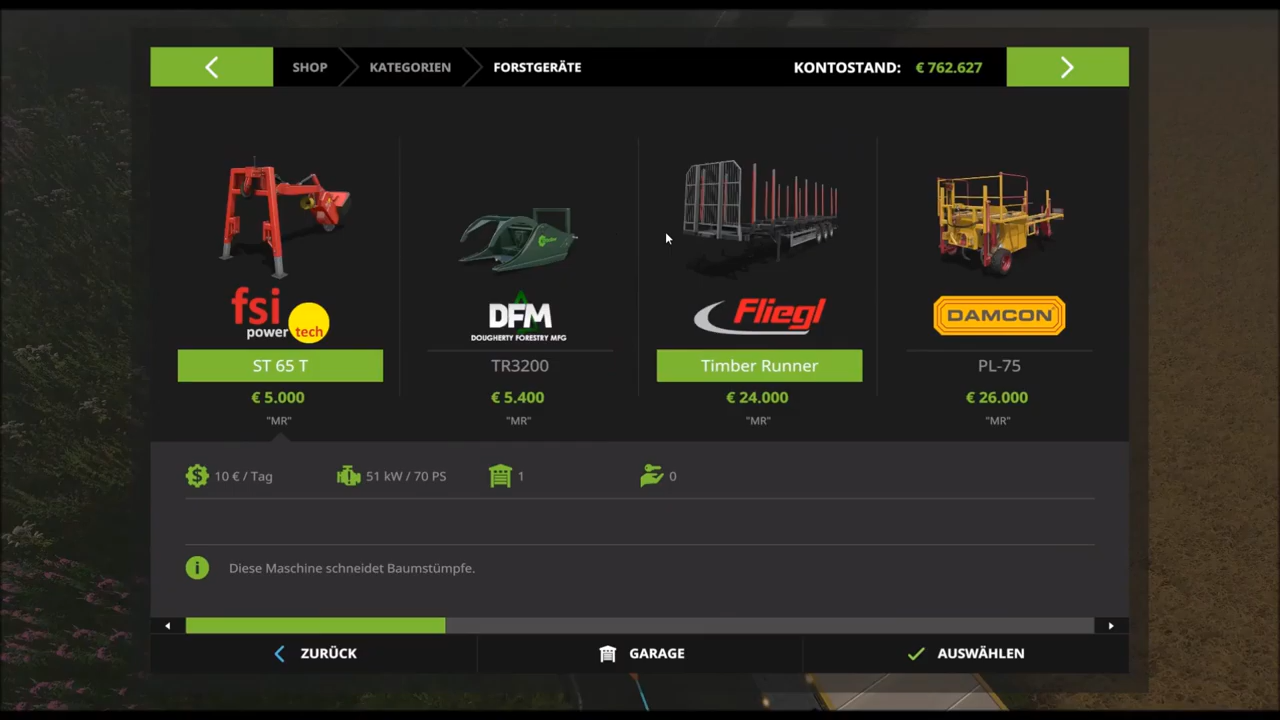 SHOP KATEGORIEN FORSTGERÄTE KONTOSTAND: € 762.627
fsi power tech
DFM
DOUGHERTY FORESTRY MFG
Fliegl
DAMCON
ST 65 T TR3200 Timber Runner PL-75
€ 5.000 € 5.400 € 24.000 € 26.000
"MR" "MR" "MR" "MR"
10 € / Tag 51 kW / 70 PS 1 0
Diese Maschine schneidet Baumstümpfe.
ZURÜCK GARAGE AUSWÄHLEN